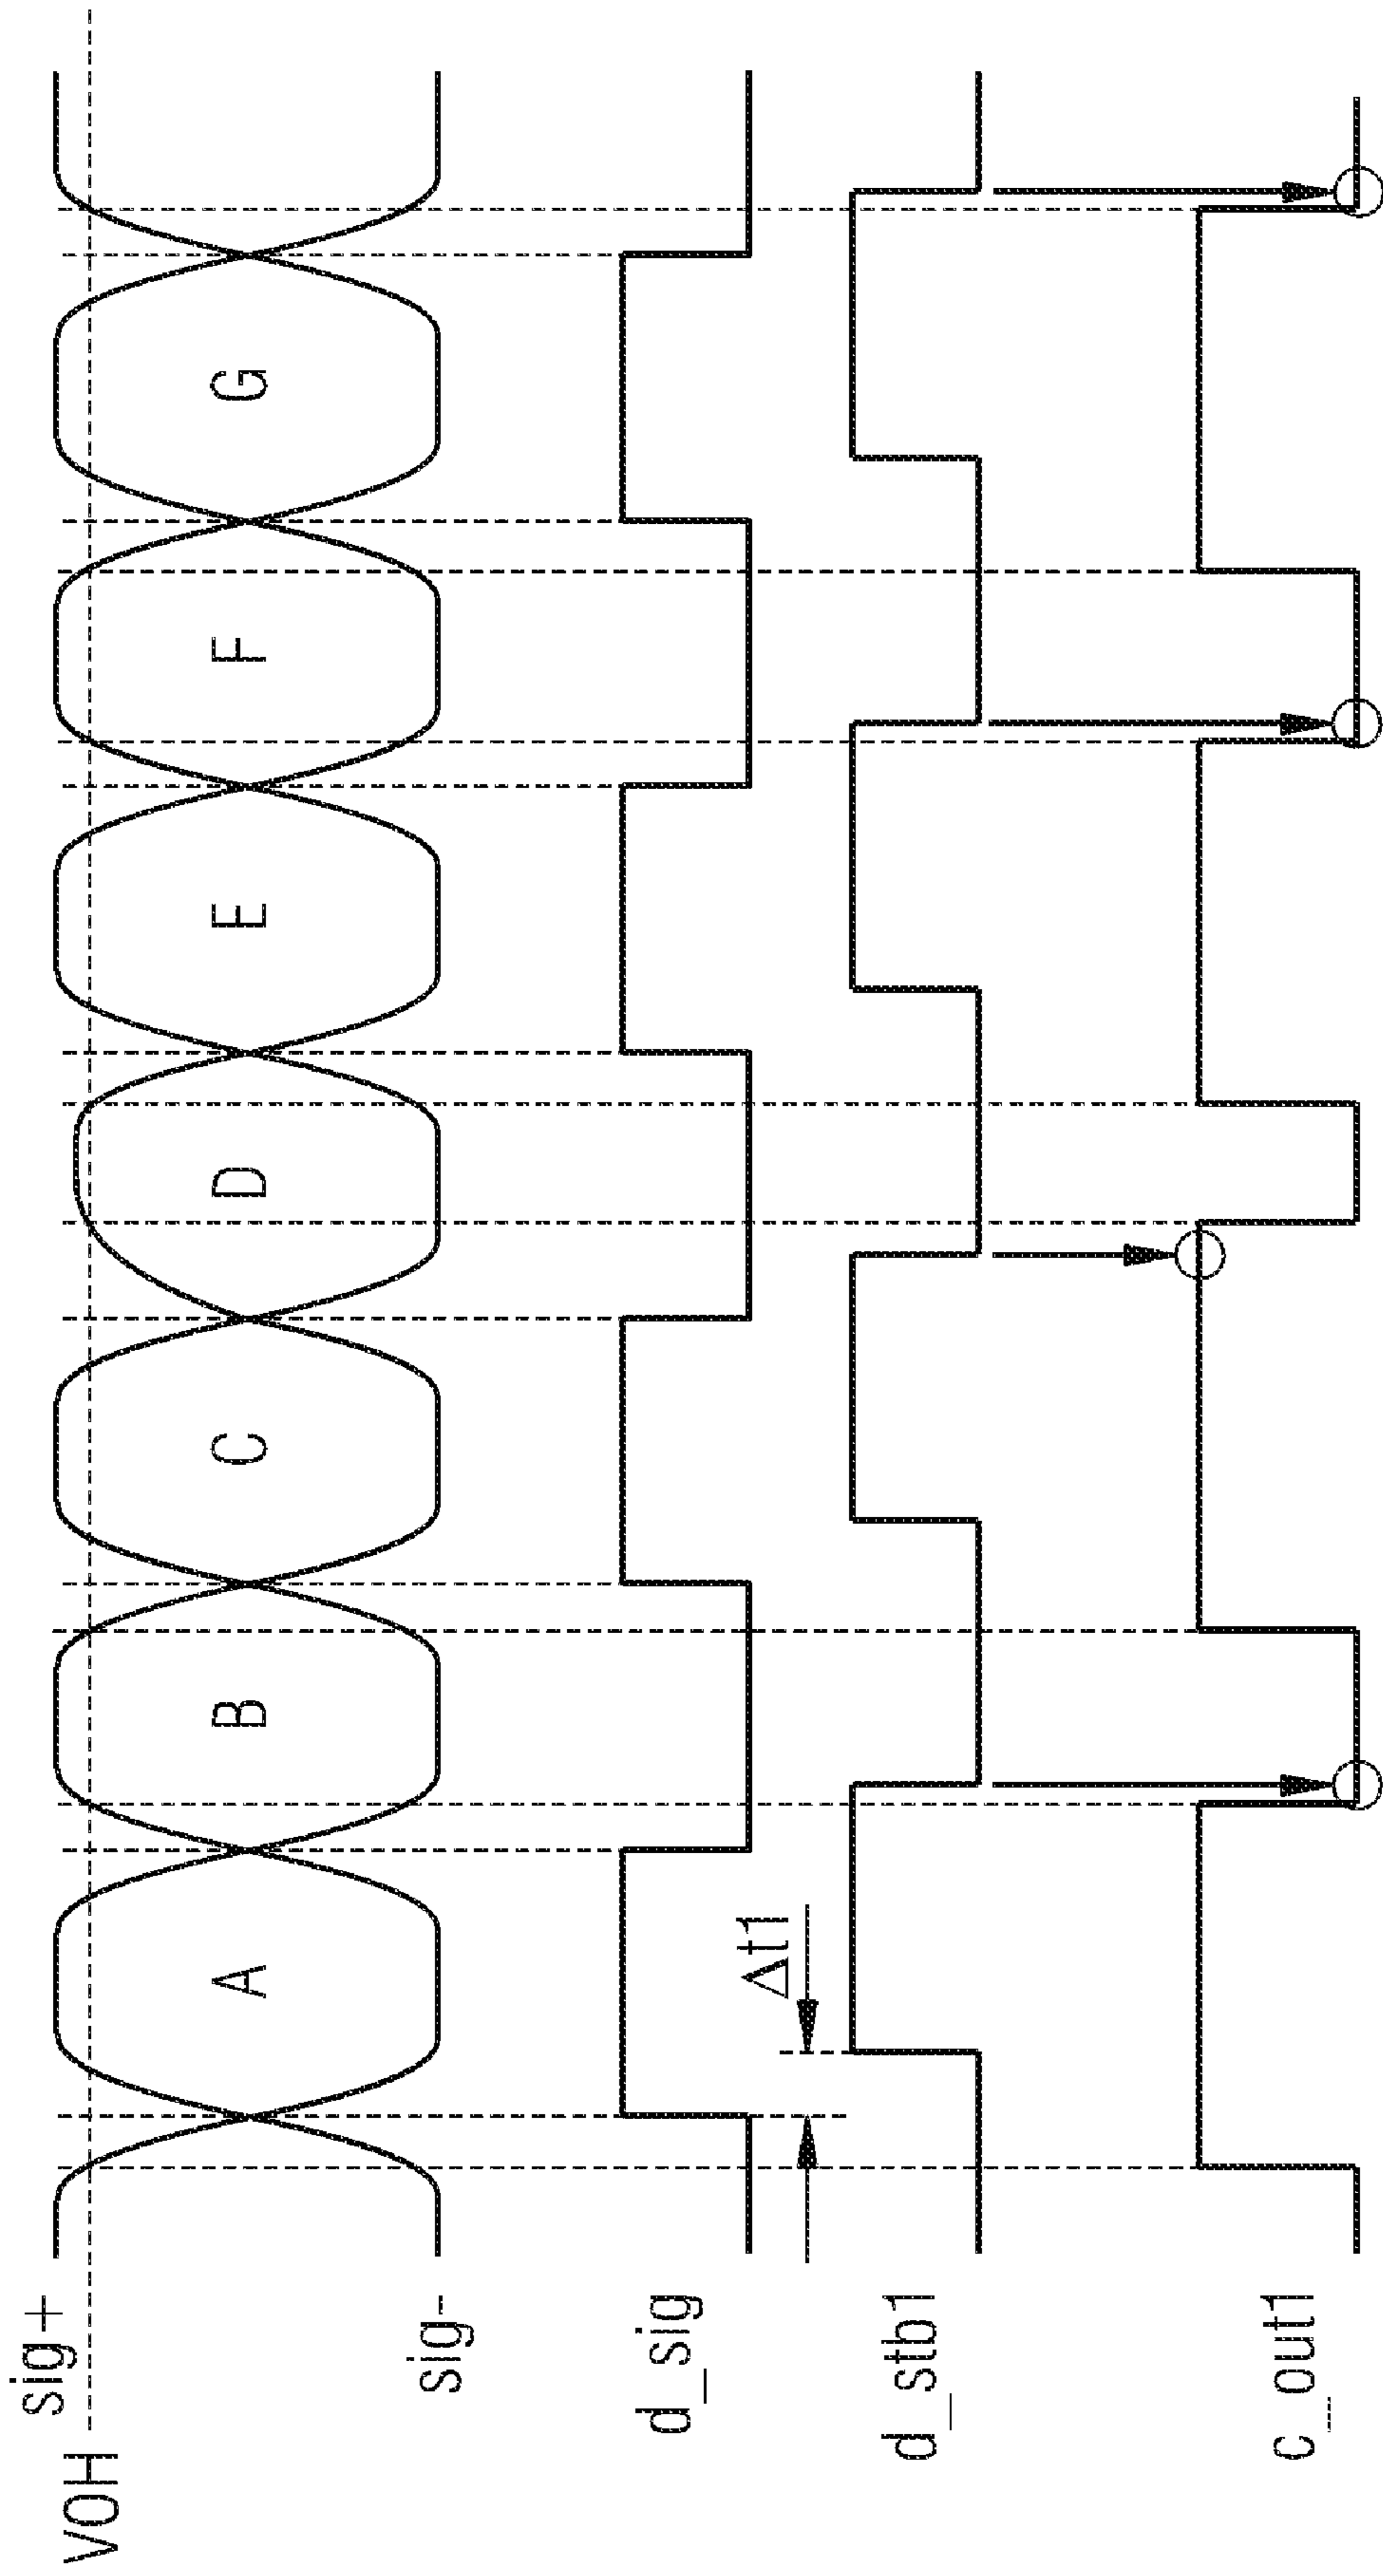 sig+
VOH
A B C D E F G
sig-
d_sig
Δt1
d_stb1
c_out1